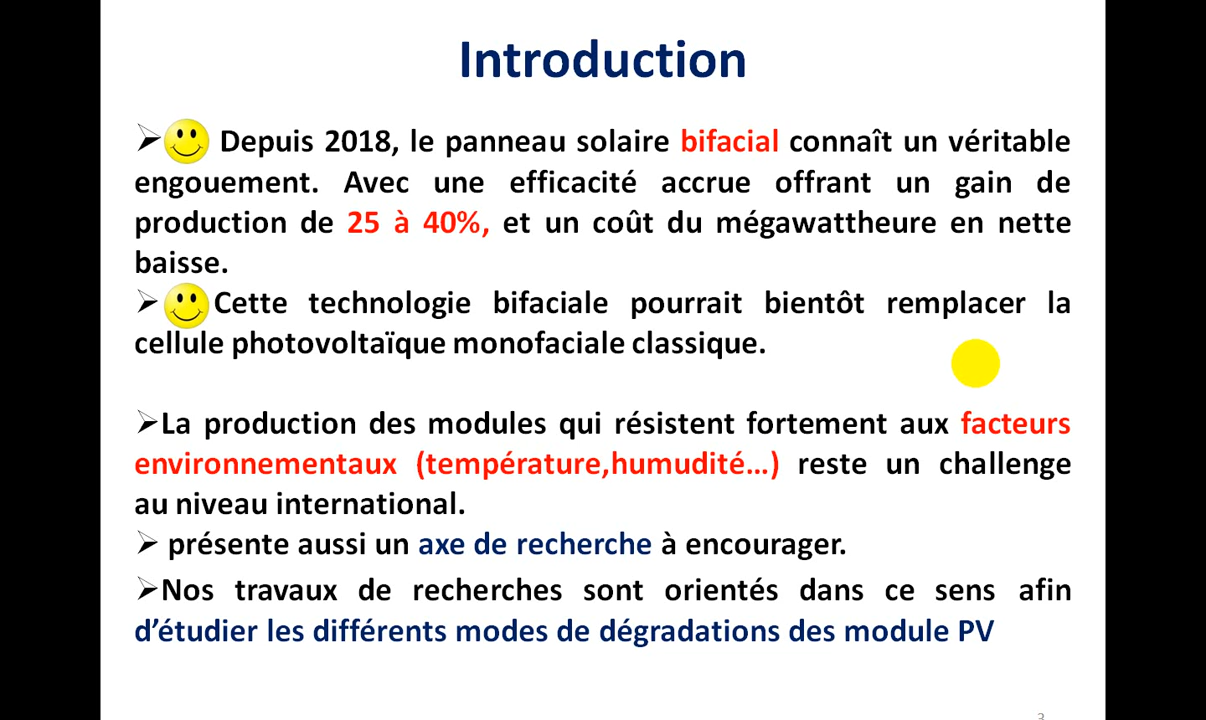 Introduction
➢ Depuis 2018, le panneau solaire bifacial connaît un véritable
engouement. Avec une efficacité accrue offrant un gain de
production de 25 à 40%, et un coût du mégawattheure en nette
baisse.
➢ Cette technologie bifaciale pourrait bientôt remplacer la
cellule photovoltaïque monofaciale classique.
➢La production des modules qui résistent fortement aux facteurs
environnementaux (température,humudité…) reste un challenge
au niveau international.
➢ présente aussi un axe de recherche à encourager.
➢Nos travaux de recherches sont orientés dans ce sens afin
d’étudier les différents modes de dégradations des module PV
3